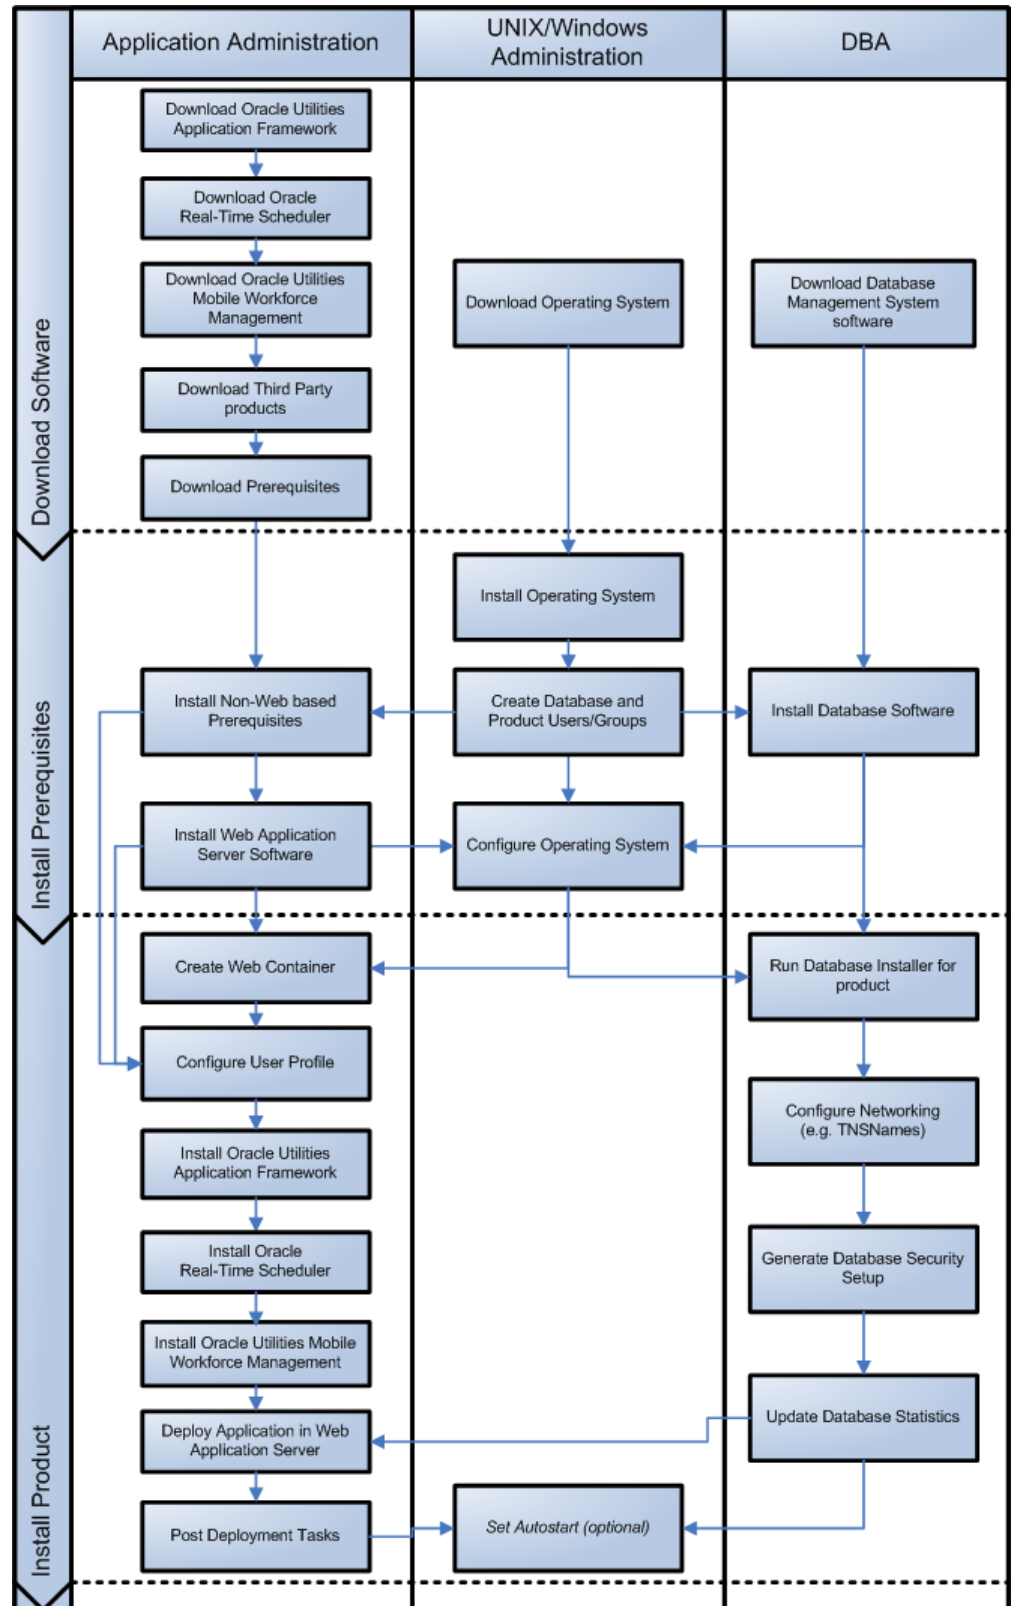 Application Administration
UNIX/Windows
Administration
DBA
Download Software
Download Oracle Utilities
Application Framework
Download Oracle
Real-Time Scheduler
Download Oracle Utilities
Mobile Workforce
Management
Download Operating System
Download Database
Management System
software
Download Third Party
products
Download Prerequisites
Install Prerequisites
Install Operating System
Install Non-Web based
Prerequisites
Create Database and
Product Users/Groups
Install Database Software
Install Web Application
Server Software
Configure Operating System
Install Product
Create Web Container
Run Database Installer for
product
Configure User Profile
Configure Networking
(e.g. TNSNames)
Install Oracle Utilities
Application Framework
Install Oracle
Real-Time Scheduler
Generate Database Security
Setup
Install Oracle Utilities Mobile
Workforce Management
Deploy Application in Web
Application Server
Update Database Statistics
Post Deployment Tasks
Set Autostart (optional)